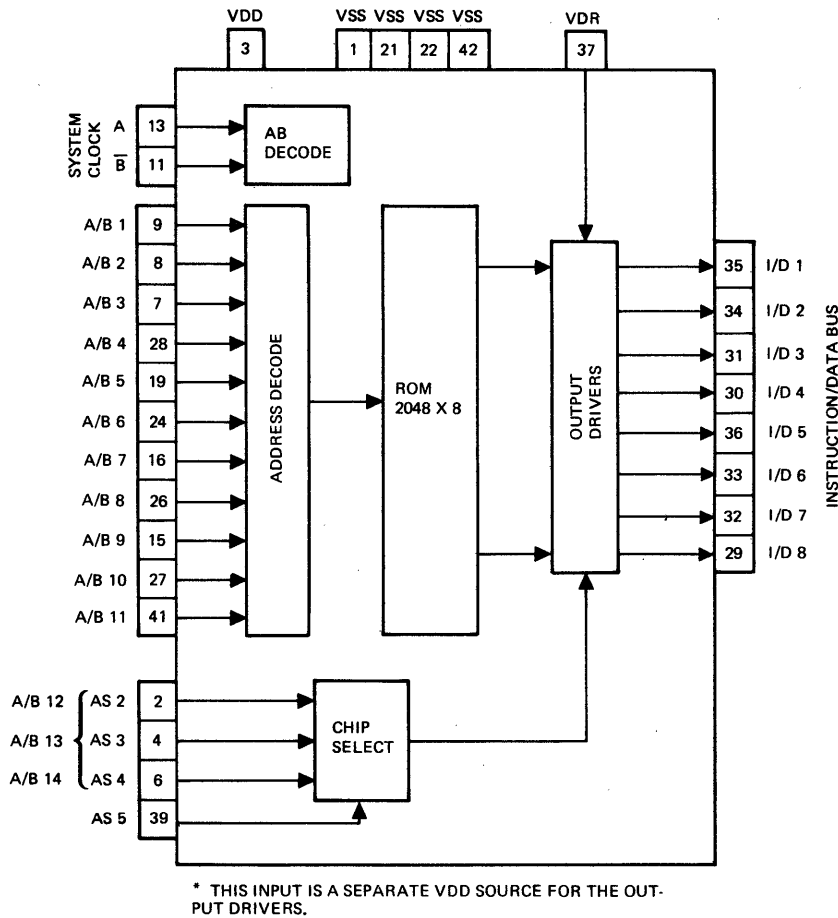 VDD VSS VSS VSS VSS VDR
3 1 21 22 42 37
SYSTEM CLOCK
A 13
B̅ 11
AB DECODE
A/B 1 9
A/B 2 8
A/B 3 7
A/B 4 28
A/B 5 19
A/B 6 24
A/B 7 16
A/B 8 26
A/B 9 15
A/B 10 27
A/B 11 41
ADDRESS DECODE
ROM
2048 X 8
OUTPUT
DRIVERS
35 I/D 1
34 I/D 2
31 I/D 3
30 I/D 4
36 I/D 5
33 I/D 6
32 I/D 7
29 I/D 8
INSTRUCTION/DATA BUS
A/B 12 AS 2 2
A/B 13 AS 3 4
A/B 14 AS 4 6
AS 5 39
CHIP
SELECT
* THIS INPUT IS A SEPARATE VDD SOURCE FOR THE OUT-
PUT DRIVERS.